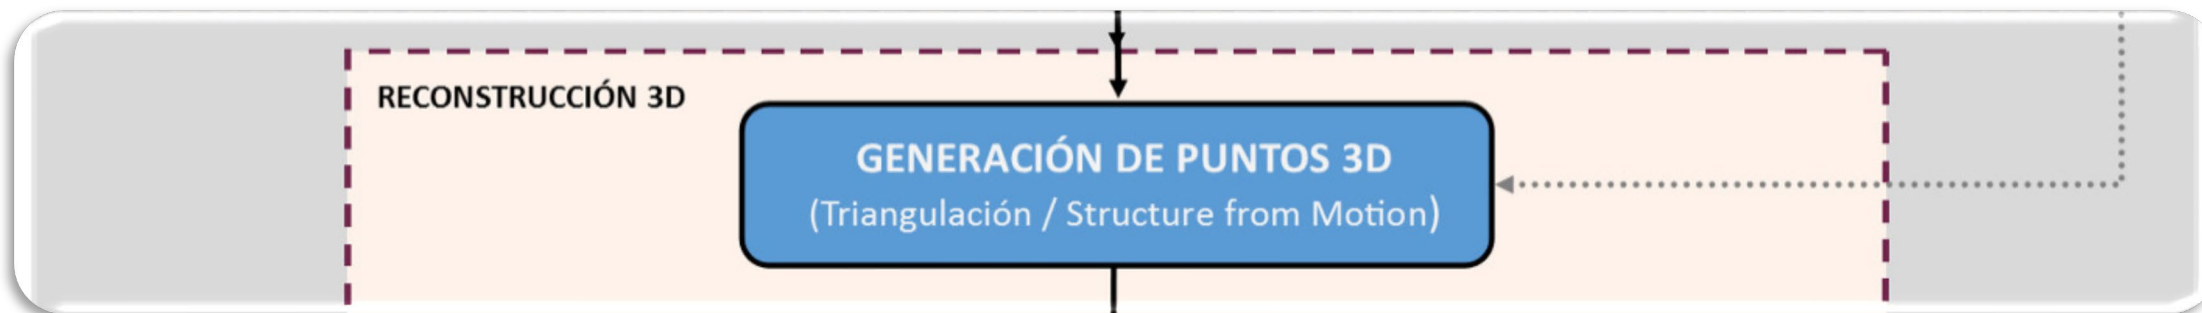 RECONSTRUCCIÓN 3D
GENERACIÓN DE PUNTOS 3D
(Triangulación / Structure from Motion)